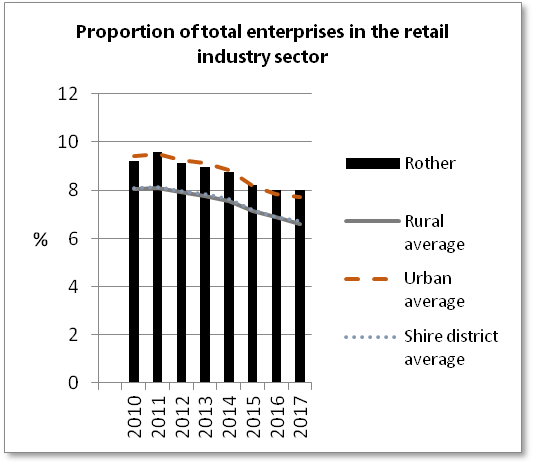 Proportion of total enterprises in the retail
industry sector
12
10
8
6
4
2
0
%
2010
2011
2012
2013
2014
2015
2016
2017
Rother
Rural
average
Urban
average
Shire district
average